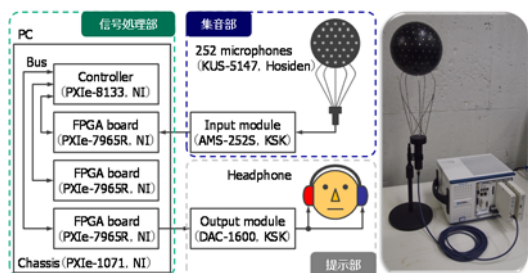 信号処理部
PC
Bus
Controller
(PXIe-8133, NI)
FPGA board
(PXIe-7965R, NI)
FPGA board
(PXIe-7965R, NI)
FPGA board
(PXIe-7965R, NI)
Chassis(PXIe-1071, NI)
集音部
252 microphones
(KUS-5147, Hosiden)
Input module
(AMS-252S, KSK)
Headphone
Output module
(DAC-1600, KSK)
提示部